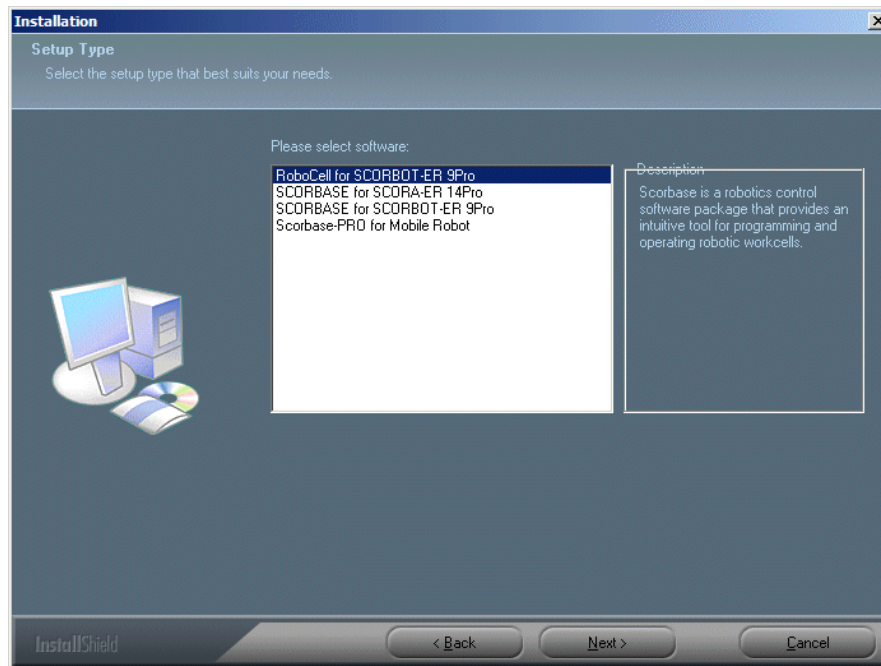 Installation
Setup Type
Select the setup type that best suits your needs.
Please select software:
RoboCell for SCORBOT-ER 9Pro
SCORBASE for SCORA-ER 14Pro
SCORBASE for SCORBOT-ER 9Pro
Scorbase-PRO for Mobile Robot
Description
Scorbase is a robotics control
software package that provides an
intuitive tool for programming and
operating robotic workcells.
InstallShield
< Back
Next >
Cancel